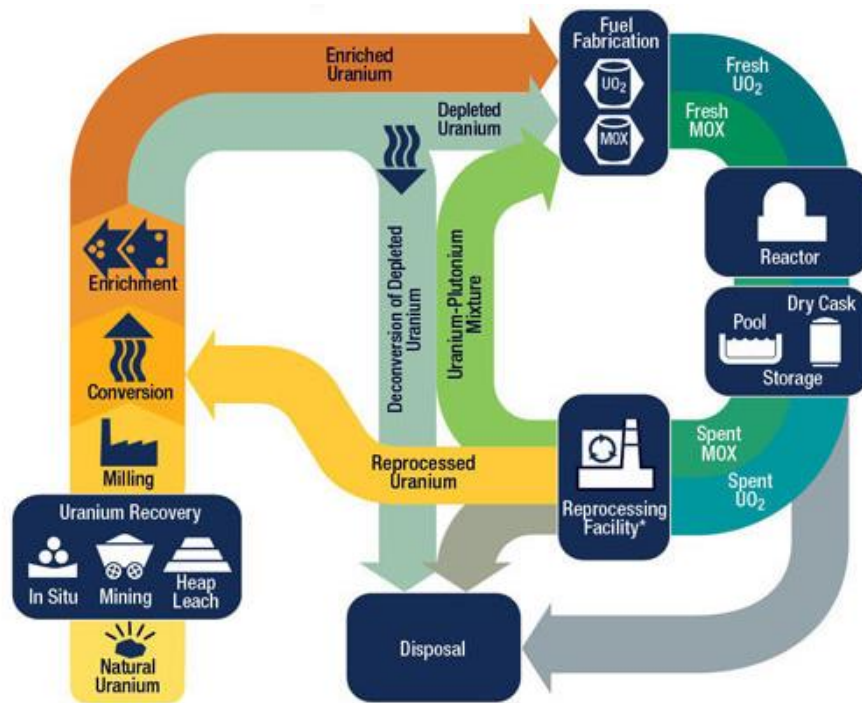 Enriched
Uranium
Depleted
Uranium
Fuel
Fabrication
UO2
MOX
Fresh
UO2
Fresh
MOX
Reactor
Pool
Dry Cask
Storage
Enrichment
Conversion
Milling
Uranium Recovery
In Situ
Mining
Heap
Leach
Natural
Uranium
Deconversion of Depleted
Uranium
Uranium-Plutonium
Mixture
Reprocessed
Uranium
Reprocessing
Facility*
Spent
MOX
Spent
UO2
Disposal